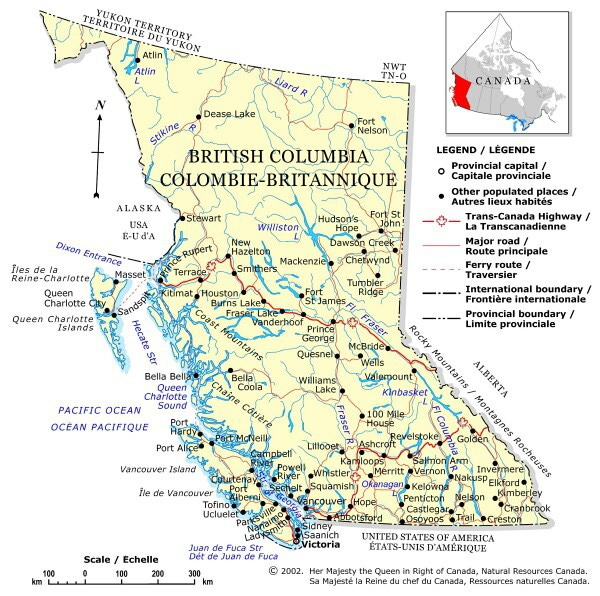 YUKON TERRITORY
TERRITOIRE DU YUKON
NWT
TN-O
CANADA
Atlin
Atlin
L
Liard R
Dease Lake
Fort
Nelson
Stikine
R
BRITISH COLUMBIA
COLOMBIE-BRITANNIQUE
N
ALASKA
USA
É-U d'A
Stewart
Dixon Entrance
Williston
L
Hudson's
Hope
Fort St
John
Dawson Creek
Chetwynd
Mackenzie
Tumbler
Ridge
New
Hazelton
Prince Rupert
Terrace
Smithers
Îles de la
Reine-Charlotte
Masset
Queen
Charlotte City
Sandspit
Queen Charlotte
Islands
Kitimat
Houston
Burns Lake
Fraser Lake
Fort
St James
Vanderhoof
Fl
Fraser
Prince
George
Hecate Str
Coast Mountains
Chaîne Côtière
McBride
Quesnel
Wells
Valemount
Rocky Mountains / Montagnes Rocheuses
ALBERTA
Bella Bella
Bella
Coola
Queen
Charlotte
Sound
Williams
Lake
Kinbasket
L
PACIFIC OCEAN
OCÉAN PACIFIQUE
Fraser R
100 Mile
House
Fl Columbia R
Port
Hardy
Port McNeill
Port Alice
Lillooet
Ashcroft
Revelstoke
Golden
Kamloops
Salmon Arm
Vancouver Island
Île de Vancouver
Campbell
River
Courtenay
Powell
River
Whistler
Squamish
Sechelt
Merritt
Vernon
Nakusp
Invermere
Okanagan
Kelowna
Elkford
Kimberley
Port
Alberni
Vancouver
Hope
Penticton
Nelson
Cranbrook
Tofino
Ucluelet
Parksville
Nanaimo
Ladysmith
Abbotsford
Castlegar
Osoyoos
Trail
Creston
Str Georgia
Sidney
Saanich
Victoria
Juan de Fuca Str
Dét de Juan de Fuca
UNITED STATES OF AMERICA
ÉTATS-UNIS D'AMÉRIQUE
LEGEND / LÉGENDE
Provincial capital /
Capitale provinciale
Other populated places /
Autres lieux habités
Trans-Canada Highway /
La Transcanadienne
Major road /
Route principale
Ferry route /
Traversier
International boundary /
Frontière internationale
Provincial boundary /
Limite provinciale
Scale / Echelle
100 0 100 200 300
km km
© 2002. Her Majesty the Queen in Right of Canada, Natural Resources Canada.
Sa Majesté la Reine du chef du Canada, Ressources naturelles Canada.